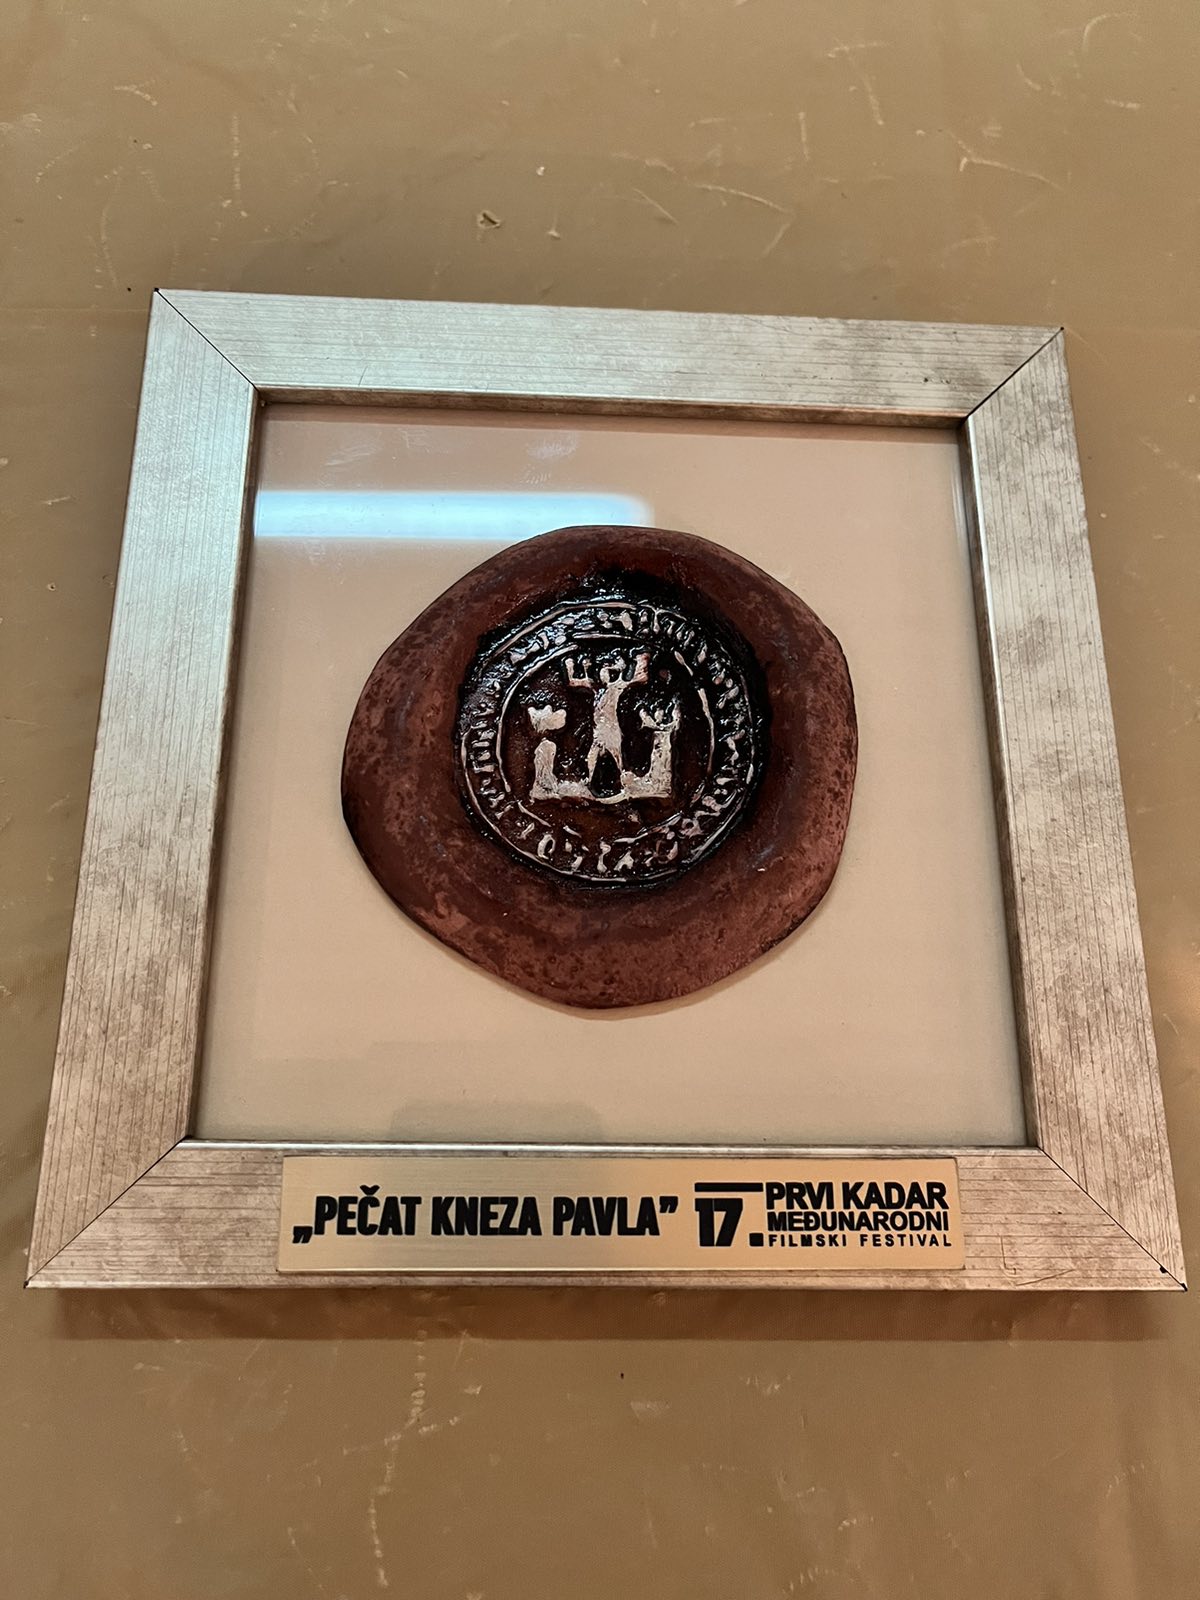 „PEČAT KNEZA PAVLA”
17. PRVI KADAR
MEĐUNARODNI
FILMSKI FESTIVAL